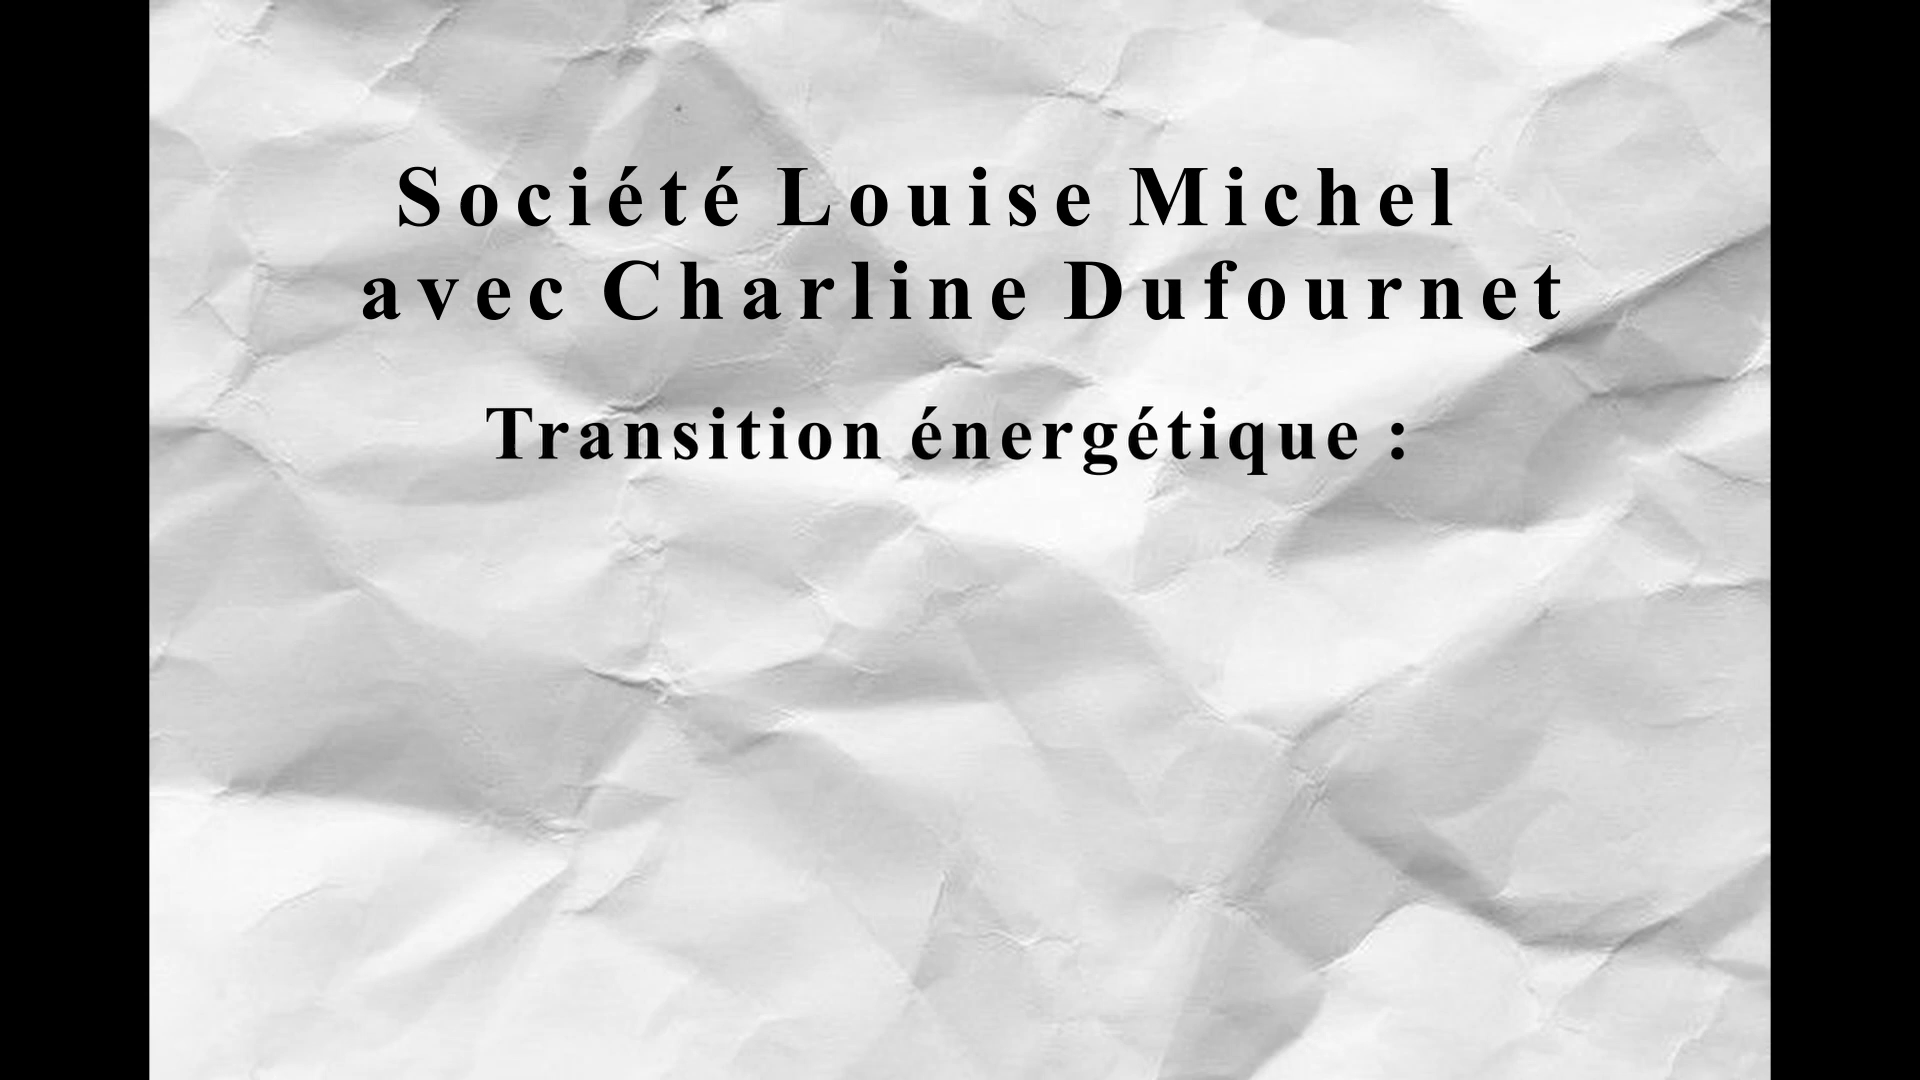 Société Louise Michel
avec Charline Dufournet
Transition énergétique :